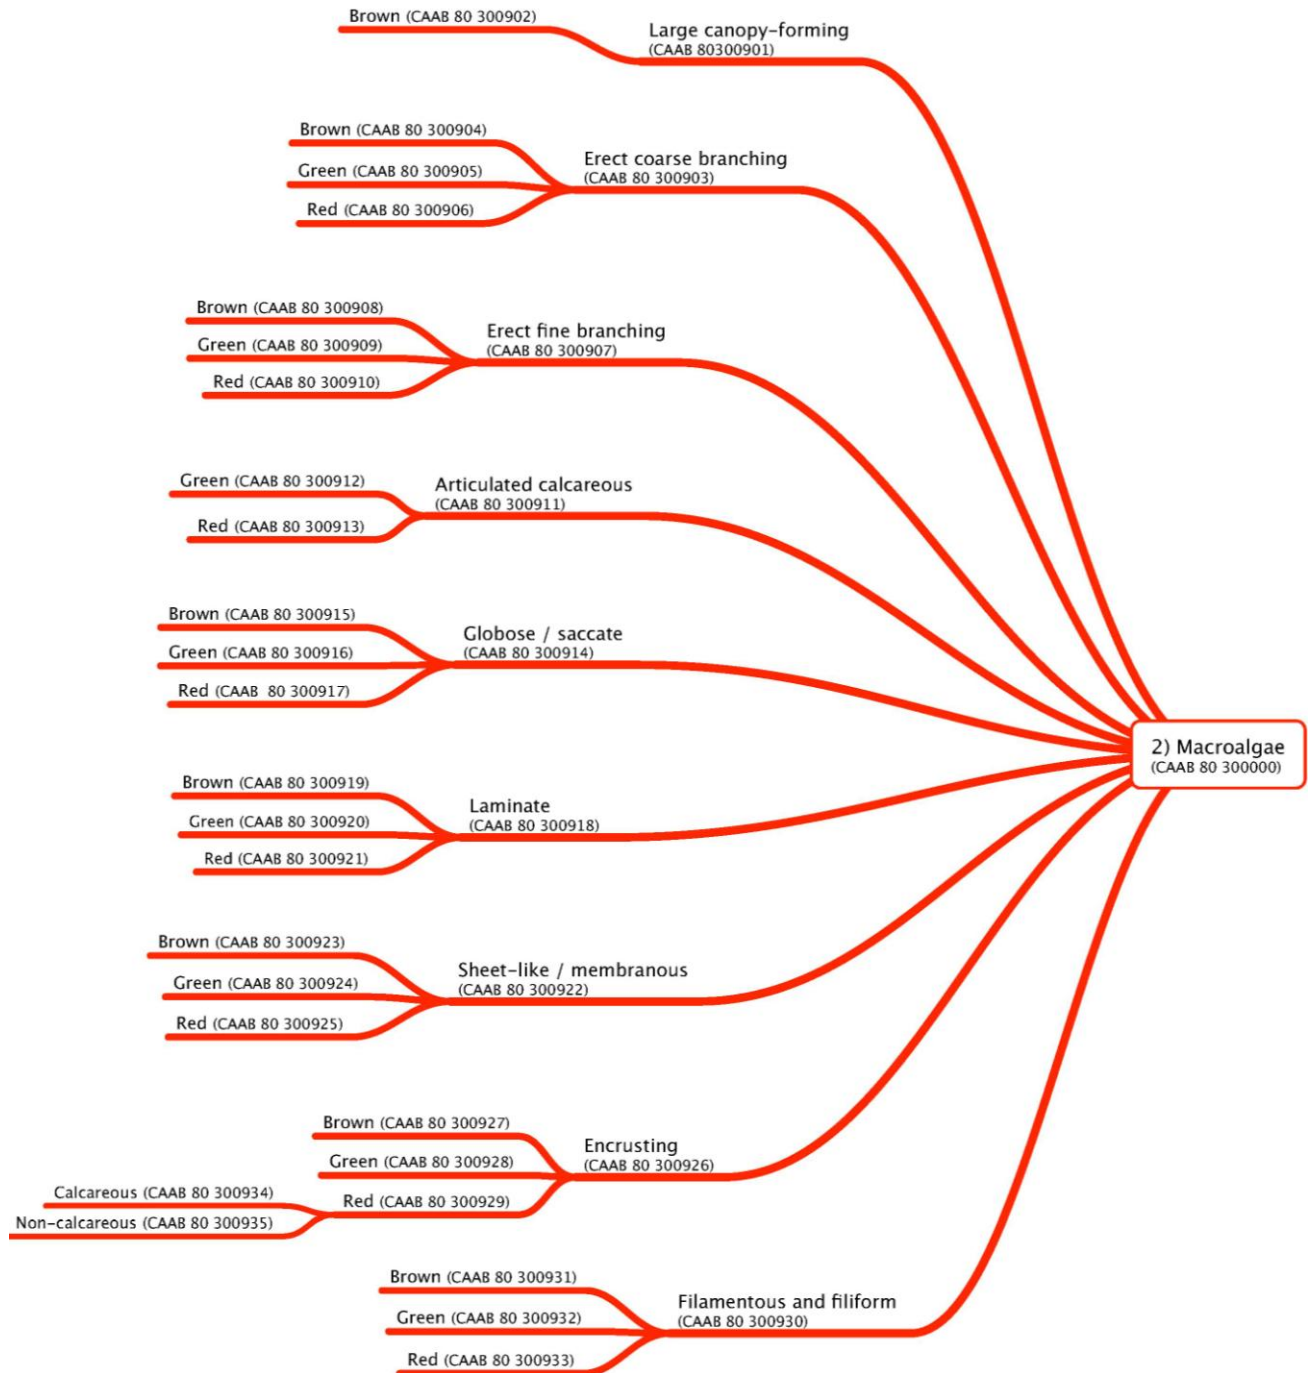 Brown (CAAB 80 300902)
Large canopy-forming
(CAAB 80300901)
Brown (CAAB 80 300904)
Green (CAAB 80 300905)
Red (CAAB 80 300906)
Erect coarse branching
(CAAB 80 300903)
Brown (CAAB 80 300908)
Green (CAAB 80 300909)
Red (CAAB 80 300910)
Erect fine branching
(CAAB 80 300907)
Green (CAAB 80 300912)
Red (CAAB 80 300913)
Articulated calcareous
(CAAB 80 300911)
Brown (CAAB 80 300915)
Green (CAAB 80 300916)
Red (CAAB  80 300917)
Globose / saccate
(CAAB 80 300914)
2) Macroalgae
(CAAB 80 300000)
Brown (CAAB 80 300919)
Green (CAAB 80 300920)
Red (CAAB 80 300921)
Laminate
(CAAB 80 300918)
Brown (CAAB 80 300923)
Green (CAAB 80 300924)
Red (CAAB 80 300925)
Sheet-like / membranous
(CAAB 80 300922)
Brown (CAAB 80 300927)
Green (CAAB 80 300928)
Red (CAAB 80 300929)
Encrusting
(CAAB 80 300926)
Calcareous (CAAB 80 300934)
Non-calcareous (CAAB 80 300935)
Brown (CAAB 80 300931)
Green (CAAB 80 300932)
Red (CAAB 80 300933)
Filamentous and filiform
(CAAB 80 300930)